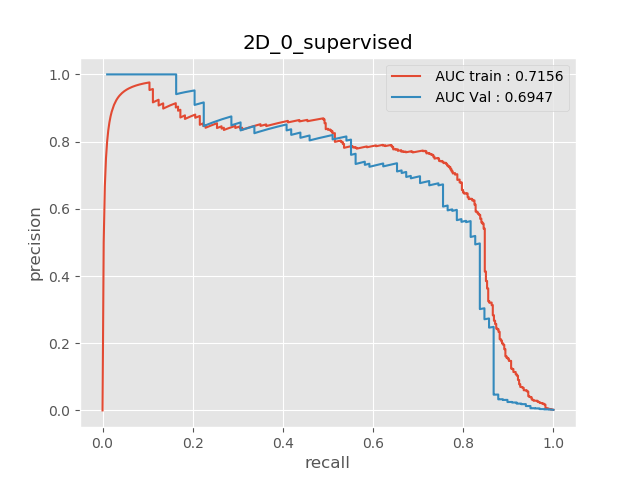 2D_0_supervised
AUC train : 0.7156
AUC Val : 0.6947
precision
1.0
0.8
0.6
0.4
0.2
0.0
0.0 0.2 0.4 0.6 0.8 1.0
recall